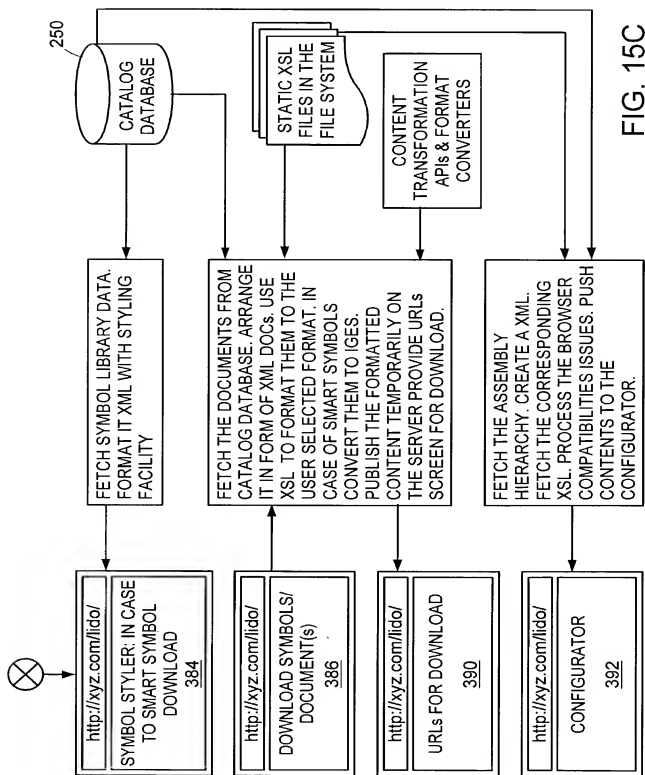 250
CATALOG
DATABASE
STATIC XSL
FILES IN THE
FILE SYSTEM
CONTENT
TRANSFORMATION
APIs & FORMAT
CONVERTERS
FETCH SYMBOL LIBRARY DATA.
FORMAT IT XML WITH STYLING
FACILITY
FETCH THE DOCUMENTS FROM
CATALOG DATABASE. ARRANGE
IT IN FORM OF XML DOCs. USE
XSL TO FORMAT THEM TO THE
USER SELECTED FORMAT. IN
CASE OF SMART SYMBOLS
CONVERT THEM TO IGES.
PUBLISH THE FORMATTED
CONTENT TEMPORARILY ON
THE SERVER PROVIDE URLs
SCREEN FOR DOWNLOAD.
FETCH THE ASSEMBLY
HIERARCHY. CREATE A XML.
FETCH THE CORRESPONDING
XSL. PROCESS THE BROWSER
COMPATIBILITIES ISSUES. PUSH
CONTENTS TO THE
CONFIGURATOR.
http://xyz.com/lido/
SYMBOL STYLER: IN CASE
TO SMART SYMBOL
DOWNLOAD
384
http://xyz.com/lido/
DOWNLOAD SYMBOLS/
DOCUMENT(s)
386
http://xyz.com/lido/
URLs FOR DOWNLOAD
390
http://xyz.com/lido/
CONFIGURATOR
392
FIG. 15C